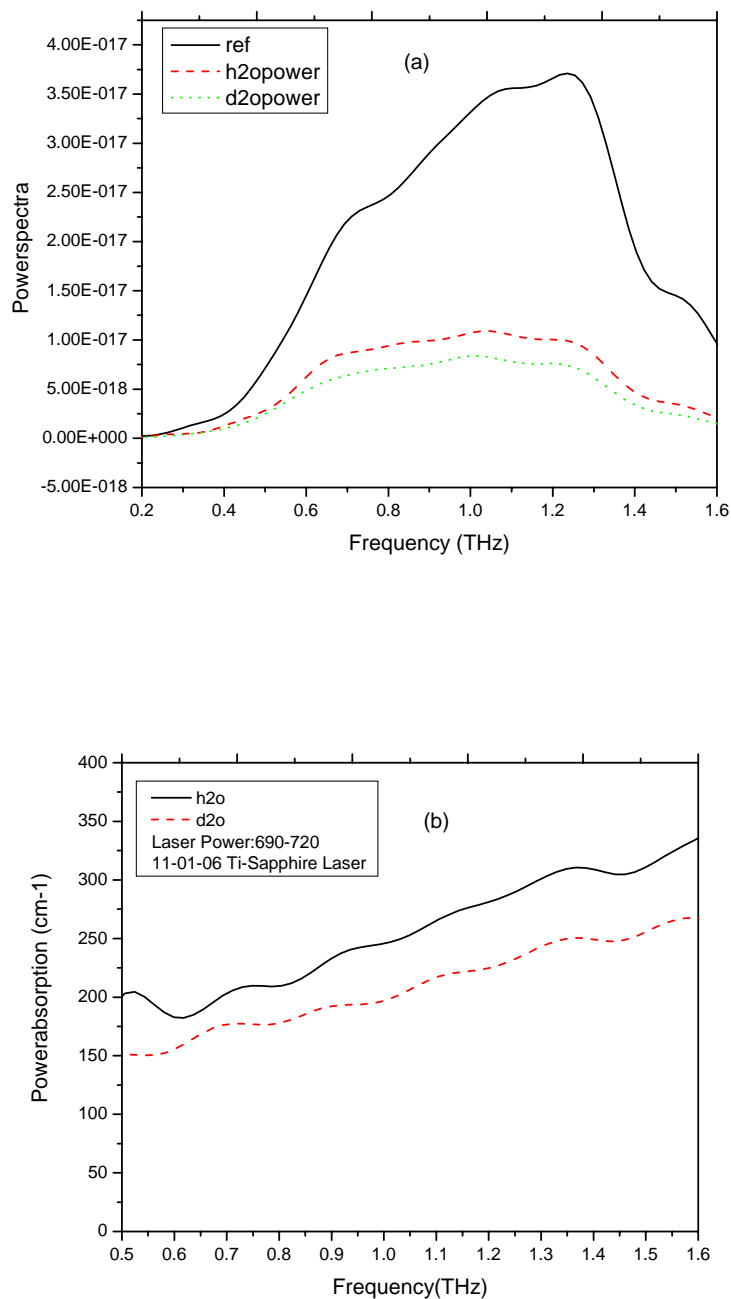 4.00E-017
3.50E-017
3.00E-017
2.50E-017
2.00E-017
1.50E-017
1.00E-017
5.00E-018
0.00E+000
-5.00E-018
Powerspectra
ref
h2opower
d2opower
(a)
0.2 0.4 0.6 0.8 1.0 1.2 1.4 1.6
Frequency (THz)
400
350
300
250
200
150
100
50
0
Powerabsorption (cm-1)
h2o
d2o
Laser Power:690-720
11-01-06 Ti-Sapphire Laser
(b)
0.5 0.6 0.7 0.8 0.9 1.0 1.1 1.2 1.3 1.4 1.5 1.6
Frequency(THz)